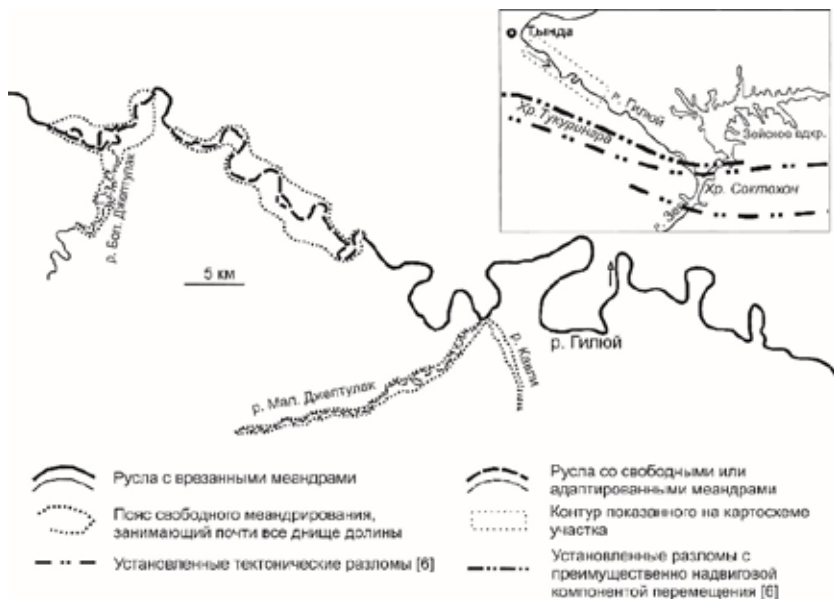 Тында
р. Гилюй
Хр. Тукурингра
Зейское вдхр.
Хр. Соктахан
р. Зея
р. Бол. Джелтулак
5 км
р. Гилюй
р. Мал. Джелтулак
р. Кавли
Русла с врезанными меандрами
Пояс свободного меандрирования,
занимающий почти все днище долины
Установленные тектонические разломы [6]
Русла со свободными или
адаптированными меандрами
Контур показанного на картосхеме
участка
Установленные разломы с
преимущественно надвиговой
компонентой перемещения [6]